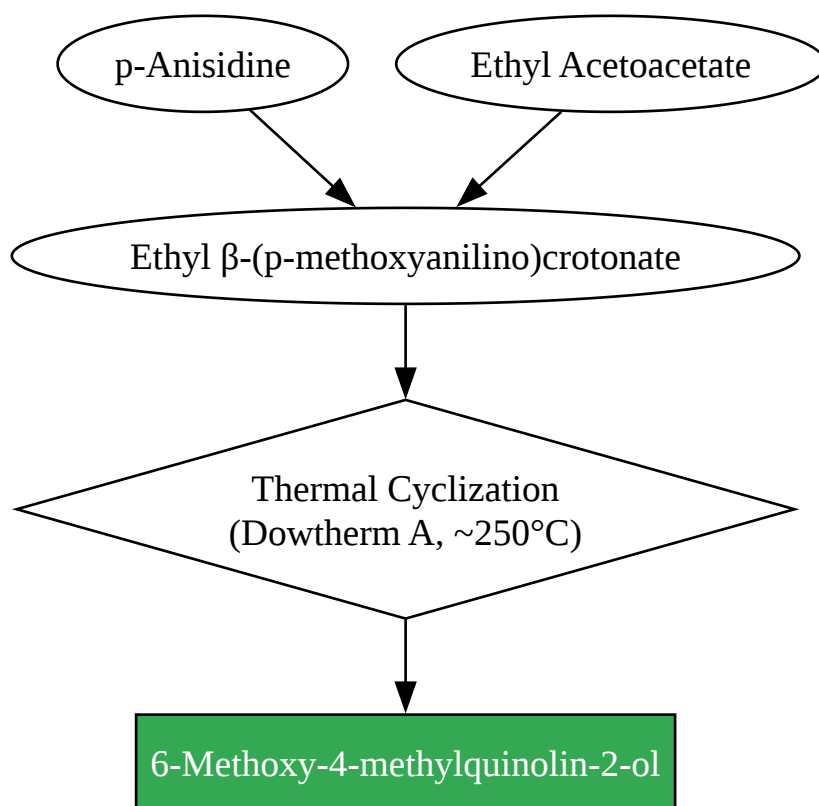 p-Anisidine
Ethyl Acetoacetate
Ethyl β-(p-methoxyanilino)crotonate
Thermal Cyclization
(Dowtherm A, ~250°C)
6-Methoxy-4-methylquinolin-2-ol